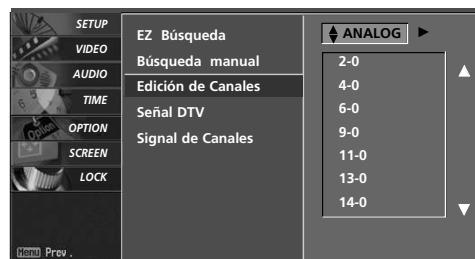 SETUP
VIDEO
AUDIO
TIME
OPTION
SCREEN
LOCK
EZ Búsqueda
Búsqueda manual
Edición de Canales
Señal DTV
Signal de Canales
ANALOG
2-0
4-0
6-0
9-0
11-0
13-0
14-0
Menu Prev.